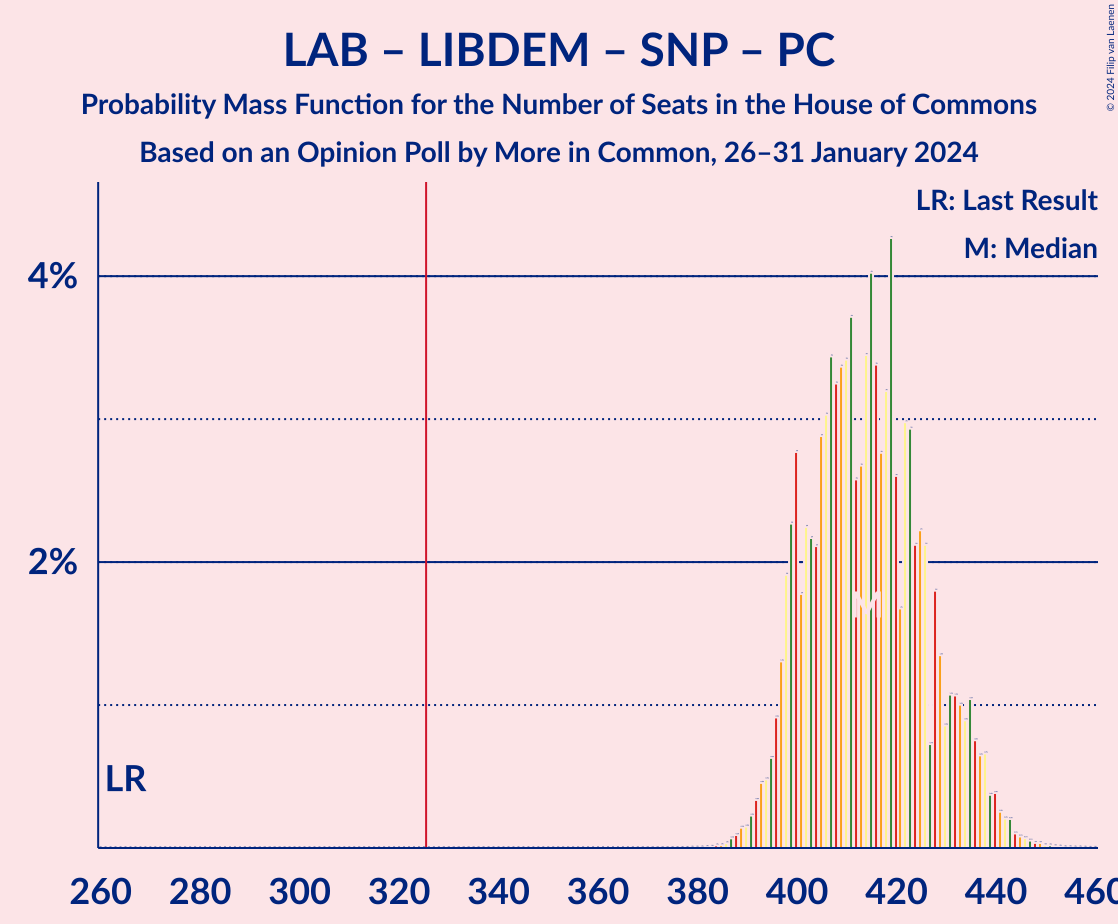 LAB – LIBDEM – SNP – PC
Probability Mass Function for the Number of Seats in the House of Commons
Based on an Opinion Poll by More in Common, 26–31 January 2024
© 2024 Filip van Laenen
LR: Last Result
M: Median
4%
2%
M
LR
260 280 300 320 340 360 380 400 420 440 460